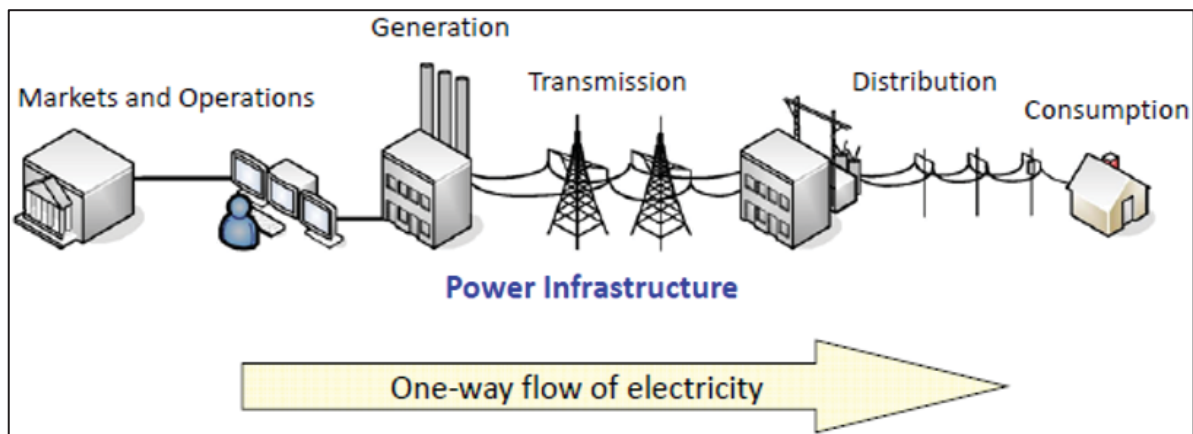 Generation
Markets and Operations
Transmission
Distribution
Consumption
Power Infrastructure
One-way flow of electricity